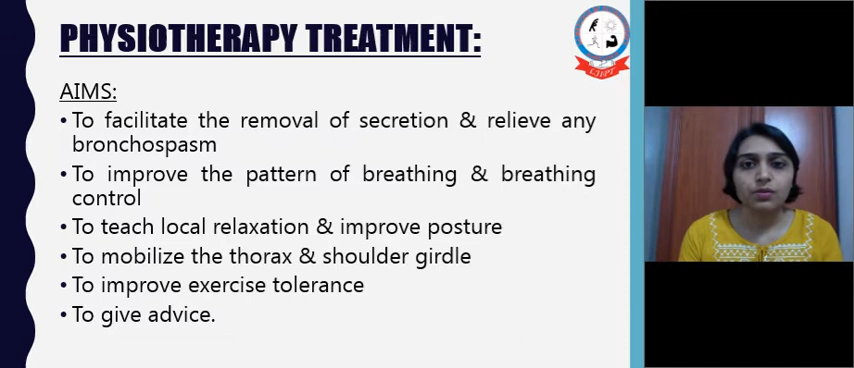 PHYSIOTHERAPY TREATMENT:
AIMS:
• To facilitate the removal of secretion & relieve any
bronchospasm
• To improve the pattern of breathing & breathing
control
• To teach local relaxation & improve posture
• To mobilize the thorax & shoulder girdle
• To improve exercise tolerance
• To give advice.